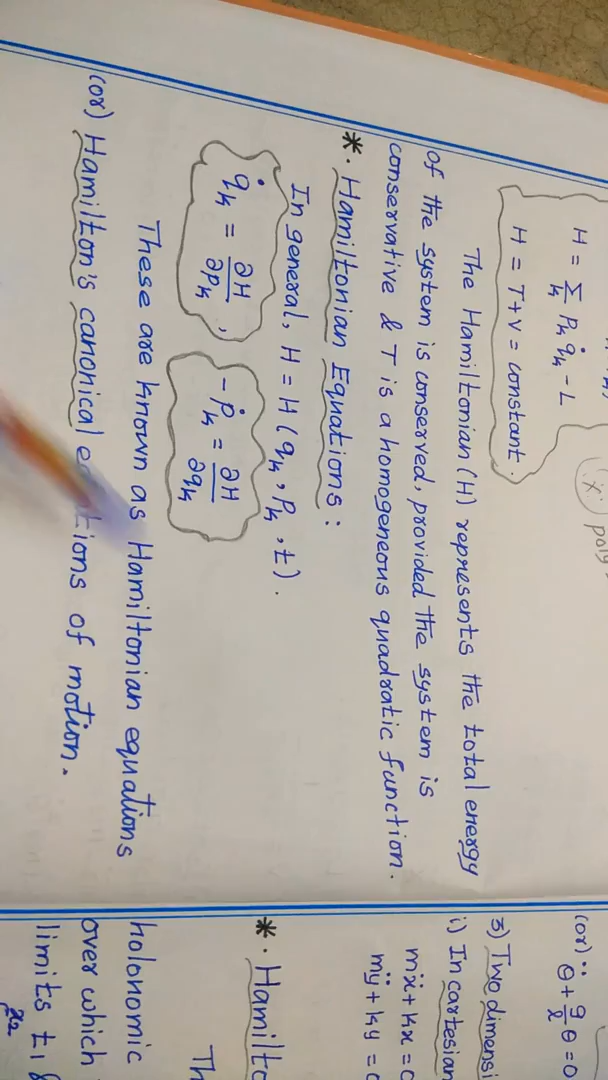 H = Σ_k p_k q̇_k - L
H = T+V = constant.
The Hamiltonian (H) represents the total energy
of the system is conserved, provided the system is
conservative & T is a homogeneous quadratic function.
*. Hamiltonian Equations :
In general, H = H (q_k, p_k, t).
q̇_k = ∂H/∂p_k , -ṗ_k = ∂H/∂q_k
These are known as Hamiltonian equations
(or) Hamilton's canonical e tions of motion.
(x)
poly
(or) θ̈ + g/l θ = 0
3) Two dimensi
i) In cartesian
mẍ + kx = 0
mÿ + ky = 0
*. Hamilto
Th
holonomic
over which
limits t₁ &